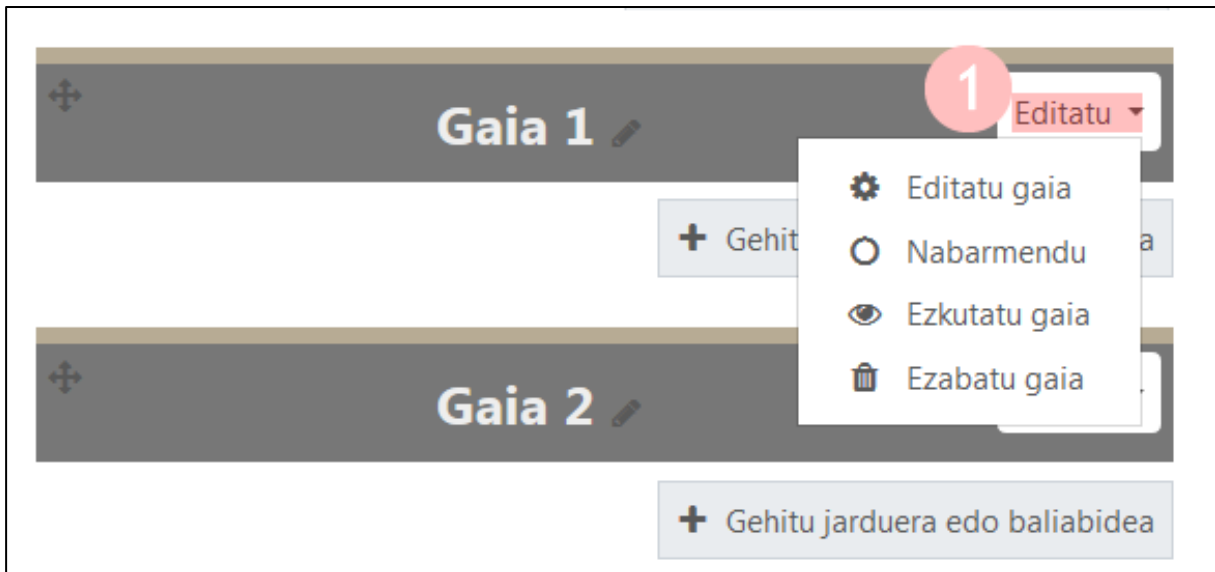 Gaia 1
1
Editatu
Editatu gaia
Nabarmendu
Ezkutatu gaia
Ezabatu gaia
Gehit
a
Gaia 2
Gehitu jarduera edo baliabidea